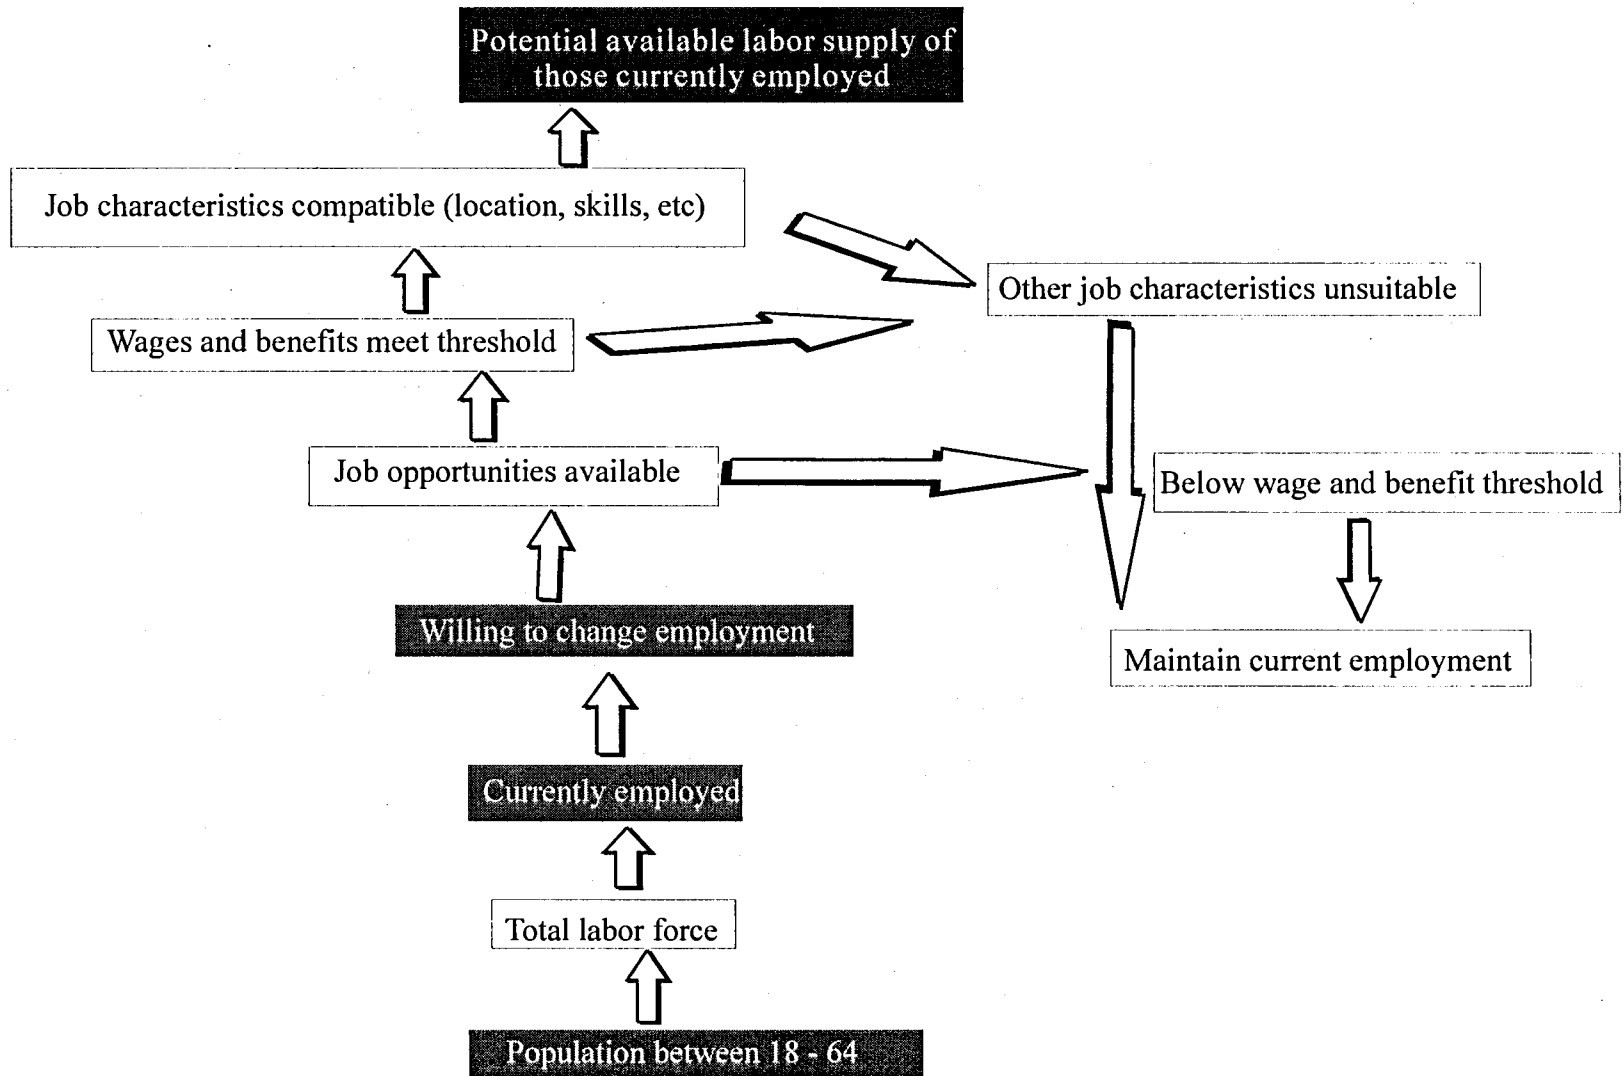 Potential available labor supply of
those currently employed
Job characteristics compatible (location, skills, etc)
Other job characteristics unsuitable
Wages and benefits meet threshold
Job opportunities available
Below wage and benefit threshold
Willing to change employment
Maintain current employment
Currently employed
Total labor force
Population between 18 - 64